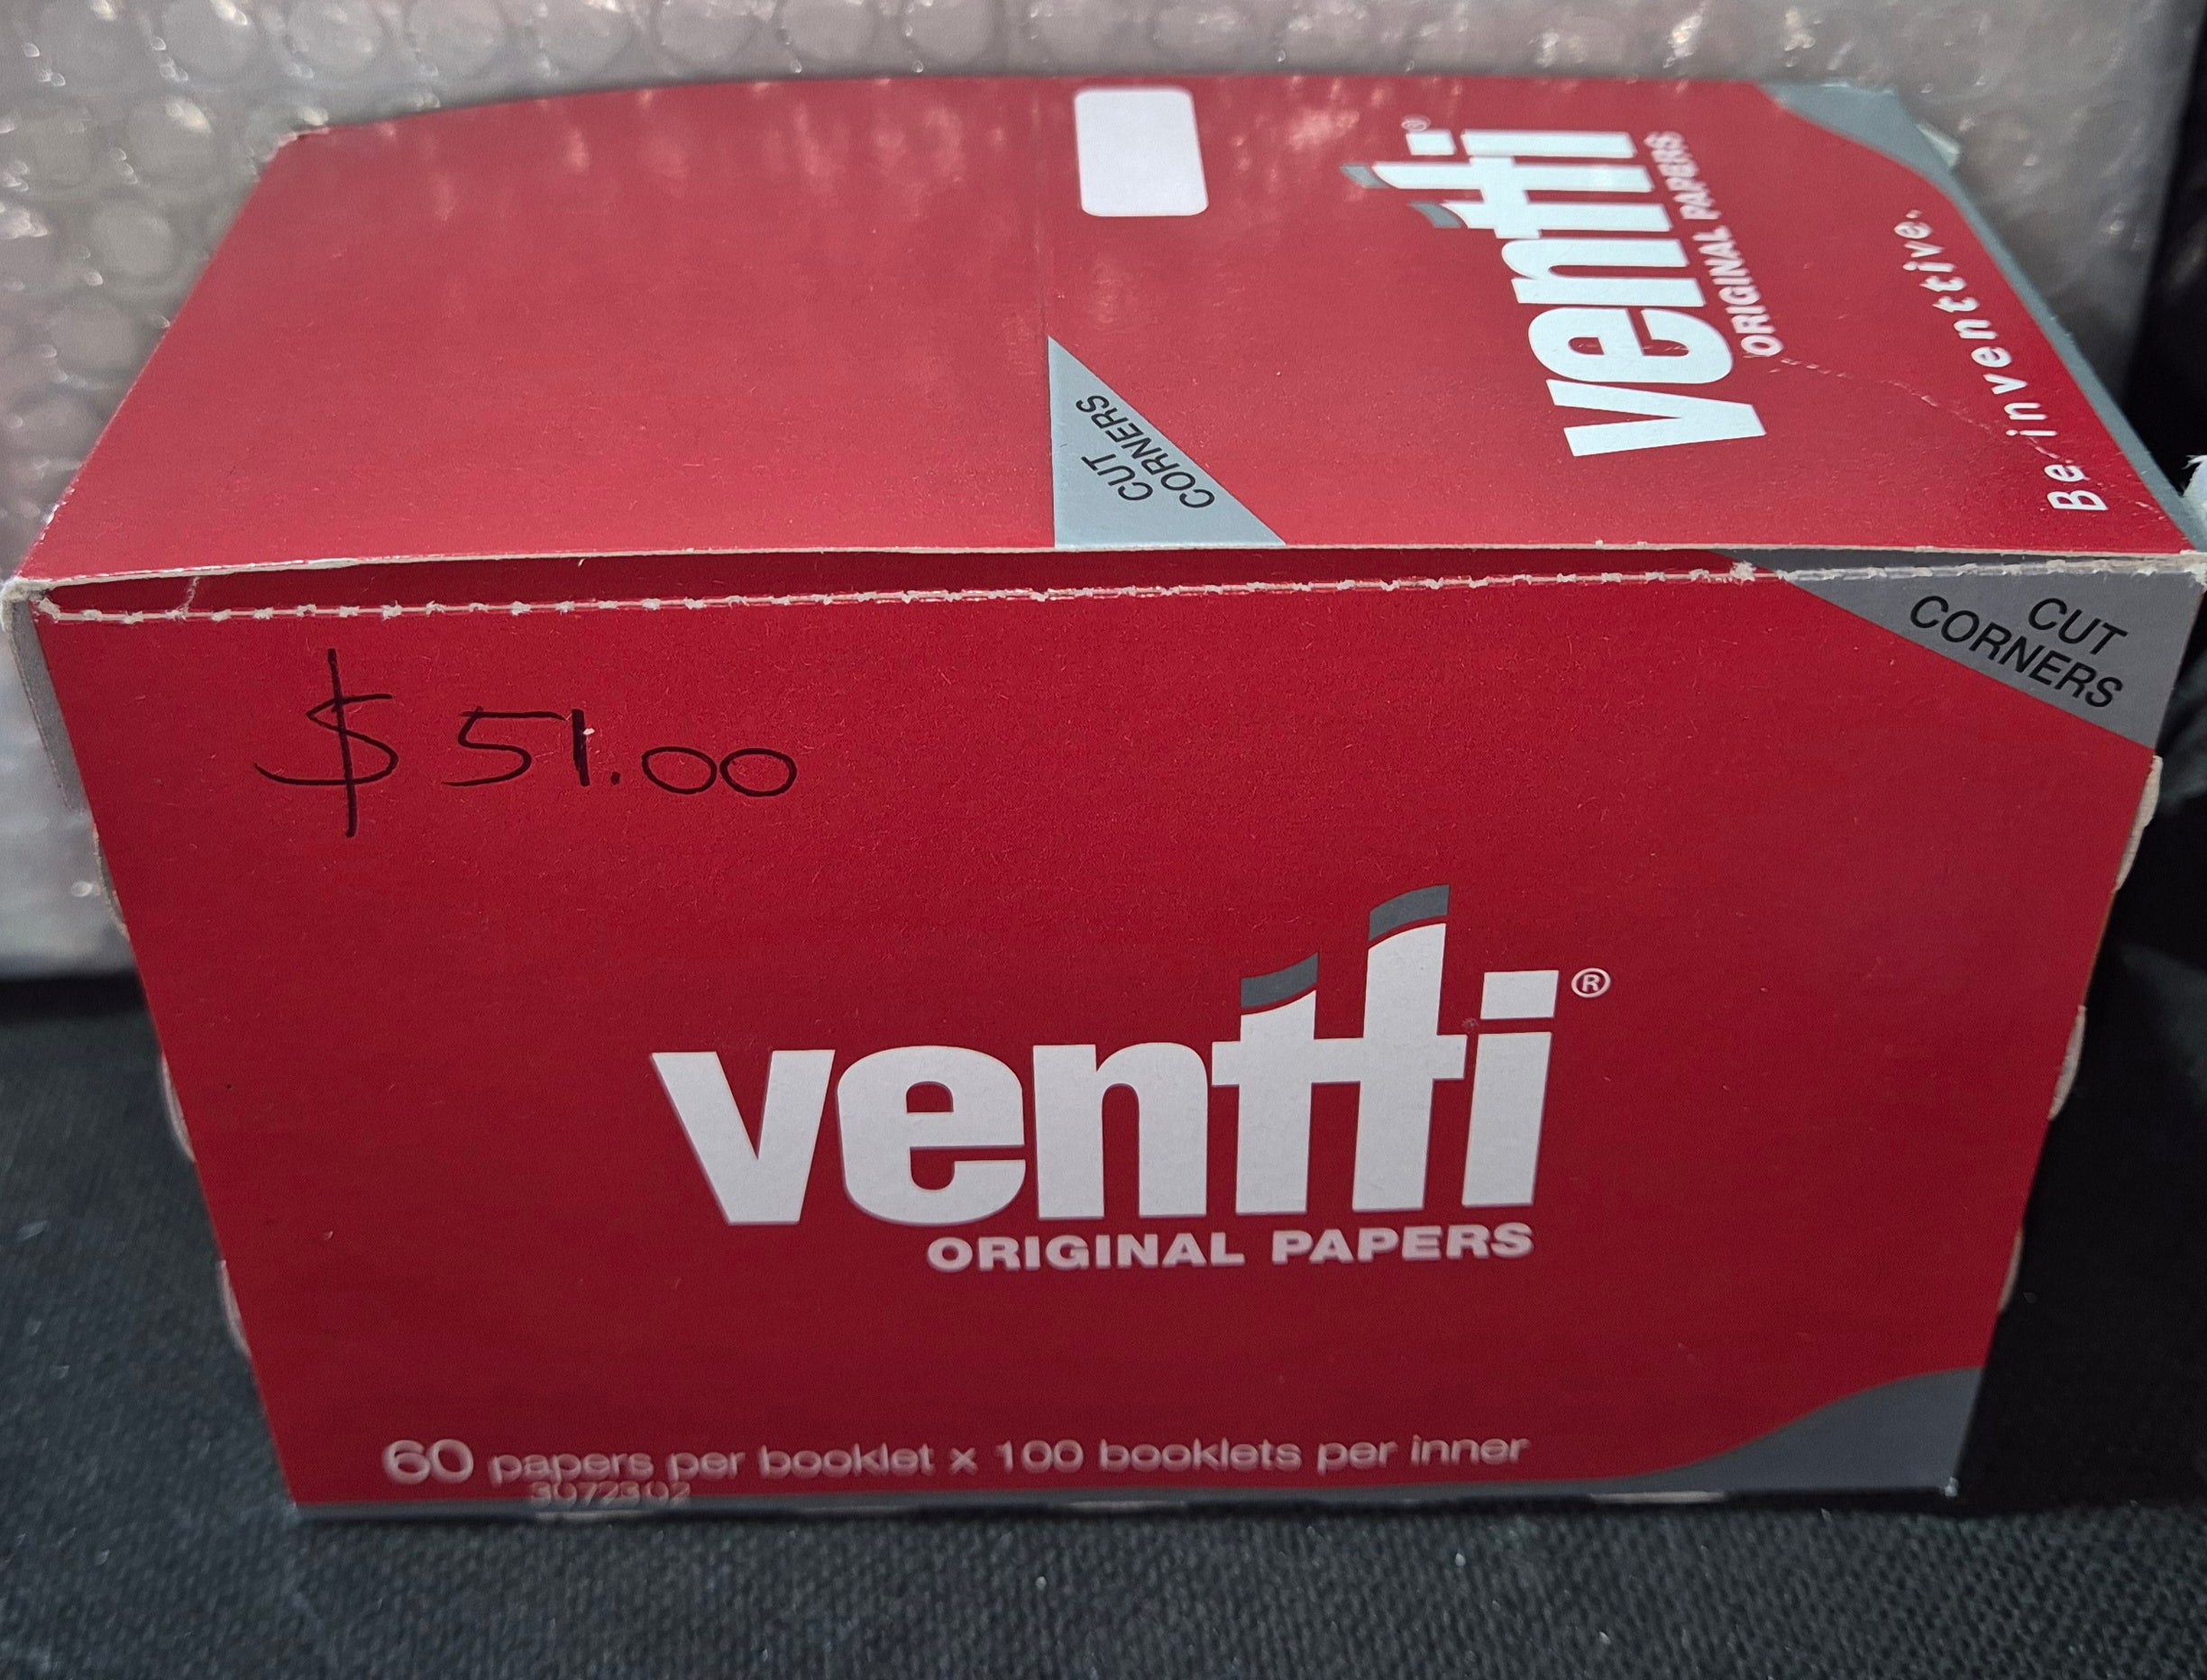 ventti®
ORIGINAL PAPERS
Be inventtive.
CUT
CORNERS
CUT
CORNERS
$51.00
ventti®
ORIGINAL PAPERS
60 papers per booklet x 100 booklets per inner
3072302